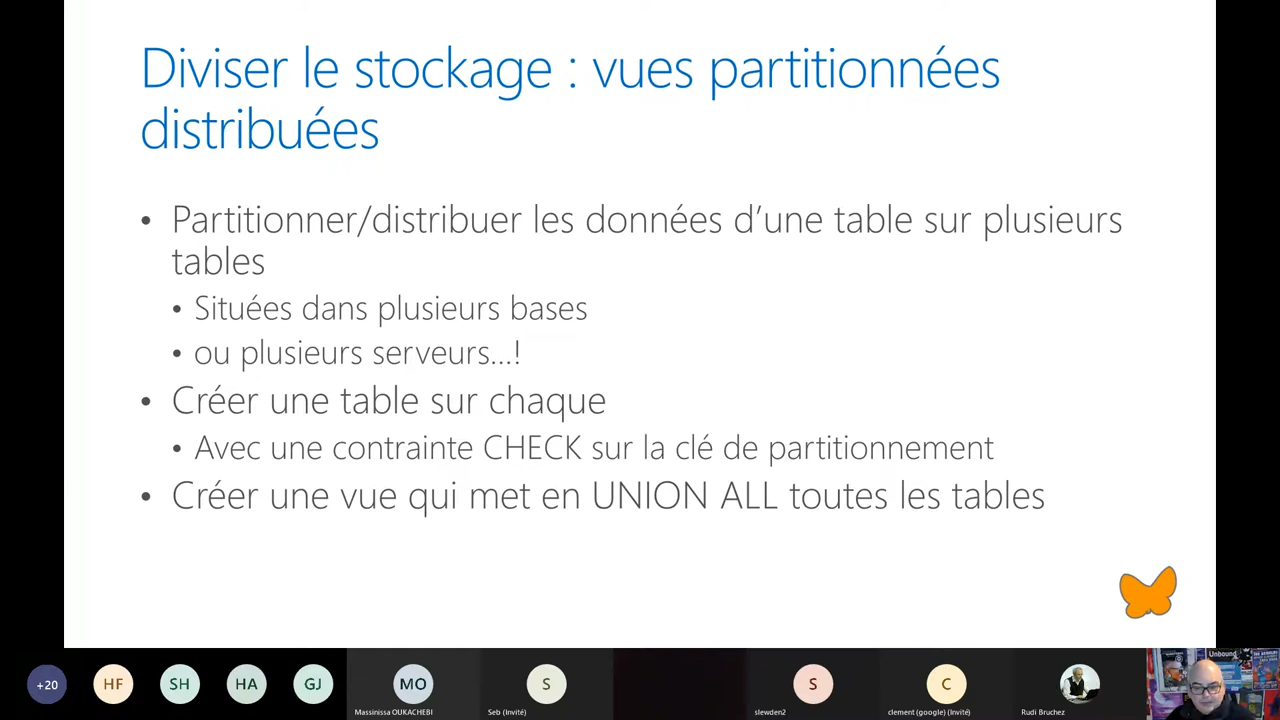 Diviser le stockage : vues partitionnées
distribuées
• Partitionner/distribuer les données d’une table sur plusieurs
tables
• Situées dans plusieurs bases
• ou plusieurs serveurs...!
• Créer une table sur chaque
• Avec une contrainte CHECK sur la clé de partitionnement
• Créer une vue qui met en UNION ALL toutes les tables
+20 HF SH HA GJ MO S S C
Massinissa OUKACHEBI Seb (Invité) slewden2 clement (google) (Invité) Rudi Bruchez
Unbound